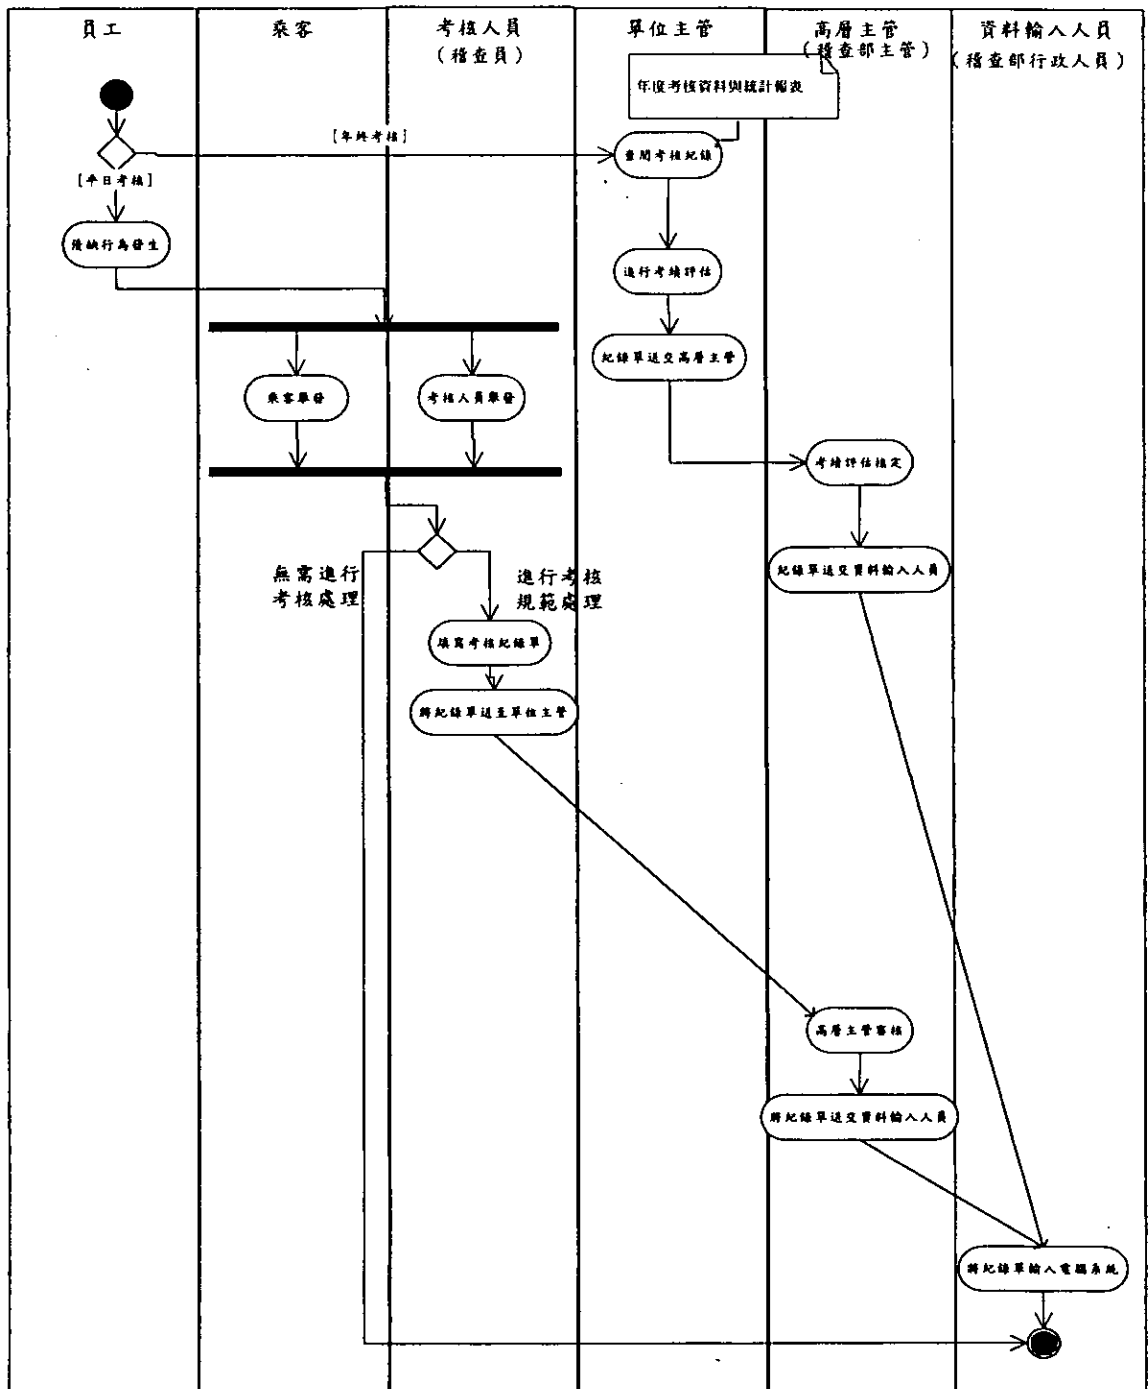 員工
乘客
考核人員
(稽查員)
單位主管
高層主管
(稽查部主管)
資料輸入人員
(稽查部行政人員)
年度考核資料與統計報表
[年終考核]
查閱考核紀錄
[平日考核]
優缺行為發生
進行考績評估
紀錄單送交高層主管
乘客舉發
考核人員舉發
考績評估核定
紀錄單送交資料輸入人員
無需進行
考核處理
進行考核
規範處理
填寫考核紀錄單
將紀錄單送至單位主管
高層主管審核
將紀錄單送交資料輸入人員
將紀錄單輸入電腦系統